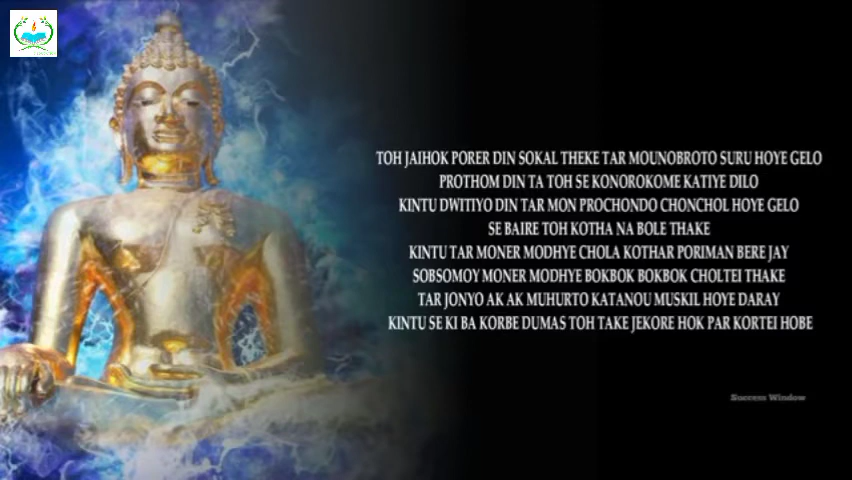 TOH JAIHOK PORER DIN SOKAL THEKE TAR MOUNOBROTO SURU HOYE GELO
PROTHOM DIN TA TOH SE KONOROKOME KATIYE DILO
KINTU DWITIYO DIN TAR MON PROCHONDO CHONCHOL HOYE GELO
SE BAIRE TOH KOTHA NA BOLE THAKE
KINTU TAR MONER MODHYE CHOLA KOTHAR PORIMAN BERE JAY
SOBSOMOY MONER MODHYE BOKBOK BOKBOK CHOLTEI THAKE
TAR JONYO AK AK MUHURTO KATANOU MUSKIL HOYE DARAY
KINTU SE KI BA KORBE DUMAS TOH TAKE JEKORE HOK PAR KORTEI HOBE
Success Window